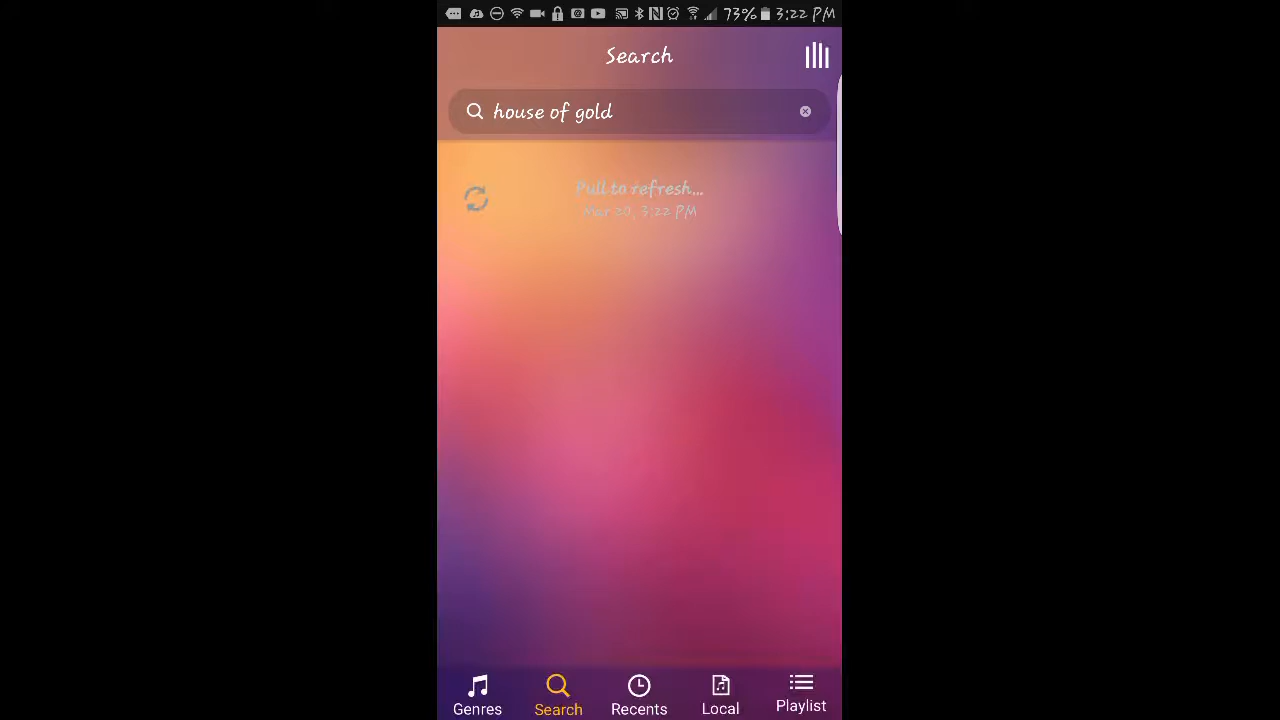 73% 3:22 PM
Search
house of gold
Pull to refresh...
Mar 20, 3:22 PM
Genres
Search
Recents
Local
Playlist